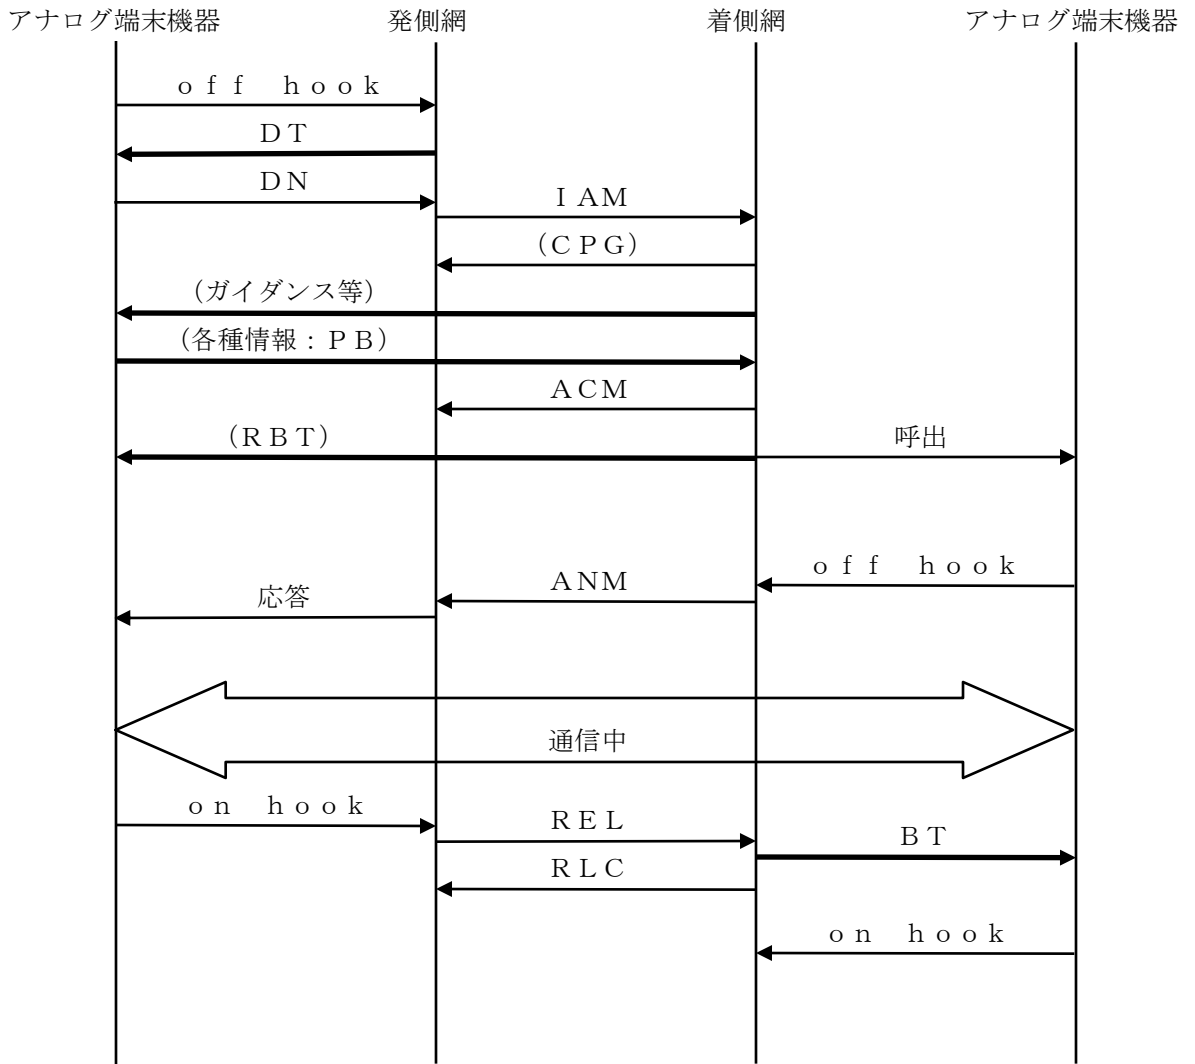 アナログ端末機器 発側網 着側網 アナログ端末機器
ｏｆｆ ｈｏｏｋ
ＤＴ
ＤＮ
ＩＡＭ
（ＣＰＧ）
（ガイダンス等）
（各種情報：ＰＢ）
ＡＣＭ
（ＲＢＴ） 呼出
ｏｆｆ ｈｏｏｋ
ＡＮＭ
応答
通信中
ｏｎ ｈｏｏｋ
ＲＥＬ
ＢＴ
ＲＬＣ
ｏｎ ｈｏｏｋ